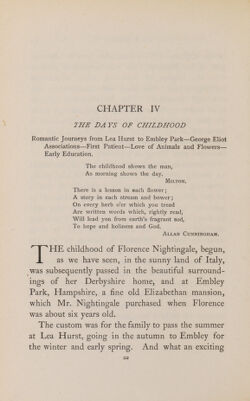 CHAPTER IV
THE DAYS OF CHILDHOOD
Romantic Journeys from Lea Hurst to Embley Park—George Eliot
Associations—First Patient—Love of Animals and Flowers—
Early Education.
The childhood shows the man,
As morning shows the day.
MILTON.
There is a lesson in each flower;
A story in each stream and bower;
On every herb o'er which you tread
Are written words which, rightly read,
Will lead you from earth's fragrant sod,
To hope and holiness and God.
ALLAN CUNNINGHAM.
THE childhood of Florence Nightingale, begun,
as we have seen, in the sunny land of Italy,
was subsequently passed in the beautiful surround-
ings of her Derbyshire home, and at Embley
Park, Hampshire, a fine old Elizabethan mansion,
which Mr. Nightingale purchased when Florence
was about six years old.
The custom was for the family to pass the summer
at Lea Hurst, going in the autumn to Embley for
the winter and early spring. And what an exciting